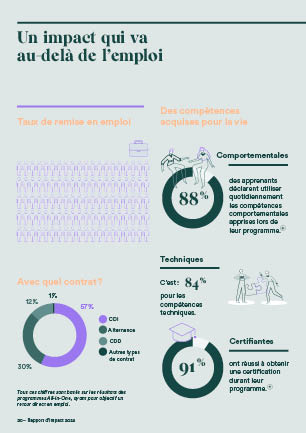 Un impact qui va
au-delà de l'emploi
Taux de remise en emploi
Avec quel contrat ?
1%
12%
57%
30%
CDI
Alternance
CDD
Autres types
de contrat
Tous ces chiffres sont basés sur les résultats des
programmes All-in-One, ayant pour objectif un
retour direct en emploi.
Des compétences
acquises pour la vie
Comportementales
88%
des apprenants
déclarent utiliser
quotidiennement
les compétences
comportementales
apprises lors de
leur programme.
Techniques
C'est : 84%
pour les
compétences
techniques.
Certifiantes
91%
ont réussi à obtenir
une certification
durant leur
programme.
20— Rapport d'Impact 2022